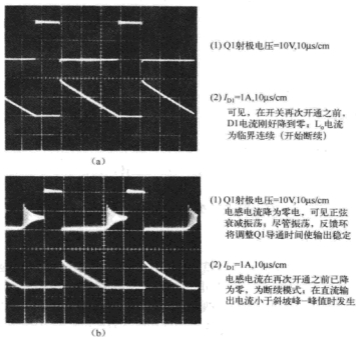 (1) Q1射极电压=10V,10μs/cm
(2) I_D1=1A,10μs/cm
可见，在开关再次开通之前，
D1电流刚好降到零；L₀电流
为临界连续（开始断续）
(a)
(1) Q1射极电压=10V,10μs/cm
电感电流降为零电，可见正弦
衰减振荡；尽管振荡，反馈环
将调整Q1导通时间使输出稳定
(2) I_D1=1A,10μs/cm
电感电流在再次开通之前已降
为零，为断续模式；在直流输
出电流小于斜坡峰—峰值时发生
(b)